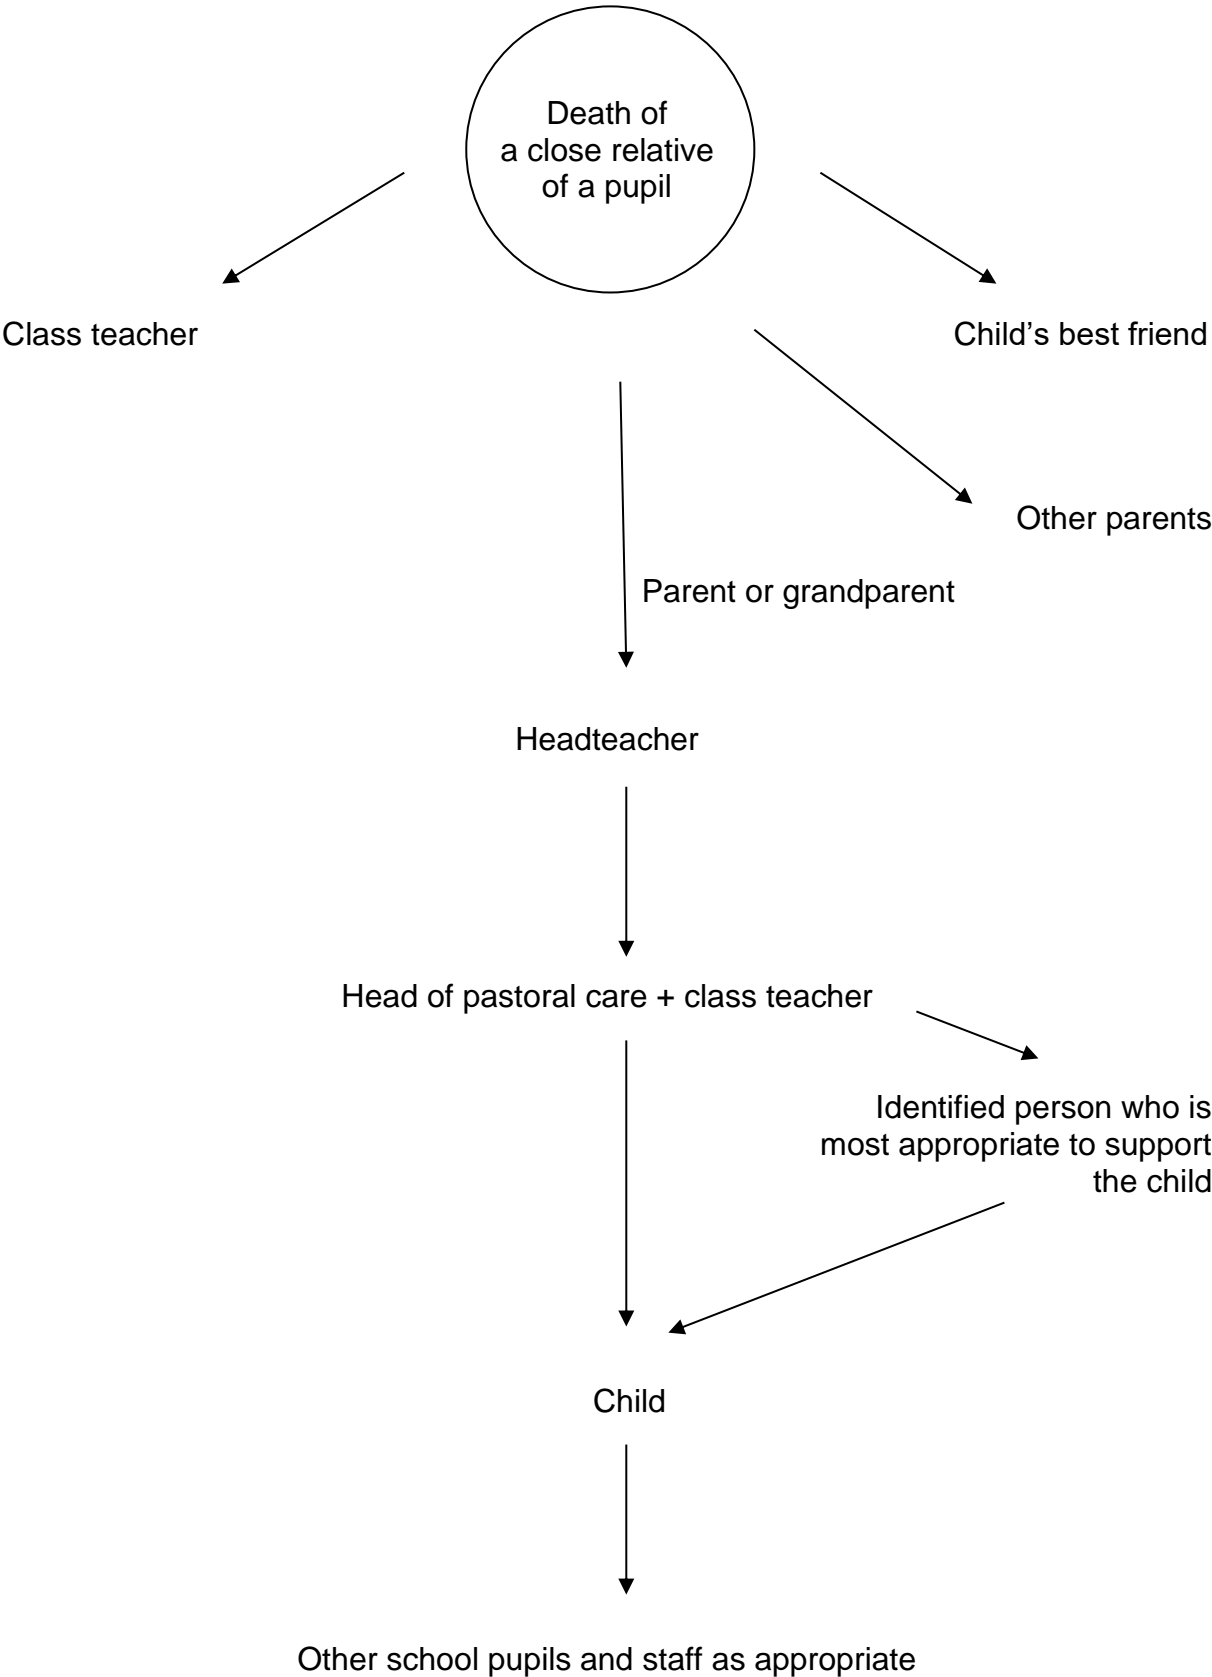 Death of
a close relative
of a pupil
Class teacher
Child’s best friend
Other parents
Parent or grandparent
Headteacher
Head of pastoral care + class teacher
Identified person who is
most appropriate to support
the child
Child
Other school pupils and staff as appropriate